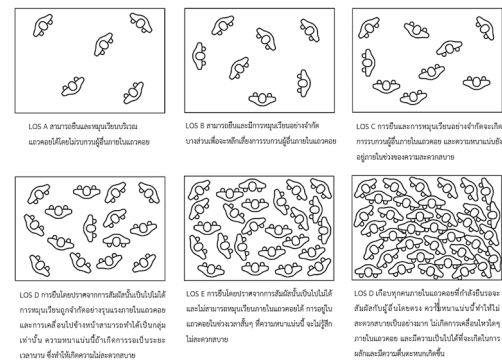 LOS A สามารถยืนและหมุนเวียนบริเวณ
แถวคอยได้โดยไม่รบกวนผู้อื่นภายในแถวคอย
LOS B สามารถยืนและมีการหมุนเวียนอย่างจำกัด
บางส่วนเพื่อจะหลีกเลี่ยงการรบกวนผู้อื่นภายในแถวคอย
LOS C การยืนและการหมุนเวียนอย่างจำกัดจะเกิด
การรบกวนผู้อื่นภายในแถวคอย และความหนาแน่นยัง
อยู่ภายในช่วงของความสะดวกสบาย
LOS D การยืนโดยปราศจากการสัมผัสนั้นเป็นไปไม่ได้
การหมุนเวียนถูกจำกัดอย่างรุนแรงภายในแถวคอย
และการเคลื่อนไปข้างหน้าสามารถทำได้เป็นกลุ่ม
เท่านั้น ความหนาแน่นถ้าเกิดการรอเป็นระยะ
เวลานาน ซึ่งทำให้เกิดความไม่สะดวกสบาย
LOS E การยืนโดยปราศจากการสัมผัสนั้นเป็นไปไม่ได้
และไม่สามารถหมุนเวียนภายในแถวคอยได้ การอยู่ใน
แถวคอยในช่วงเวลาสั้นๆ ที่ความหนาแน่นนี้ จะไม่รู้สึก
ไม่สะดวกสบาย
LOS D เกือบทุกคนภายในแถวคอยที่กำลังยืนรอจะ
สัมผัสกับผู้อื่นโดยตรง ความหนาแน่นนี้ทำให้ไม่
สะดวกสบายเป็นอย่างมาก ไม่เกิดการเคลื่อนไหวใดๆ
ภายในแถวคอย และมีความเป็นไปได้ที่จะเกิดในการ
ผลักและมีความตื่นตะหนกเกิดขึ้น